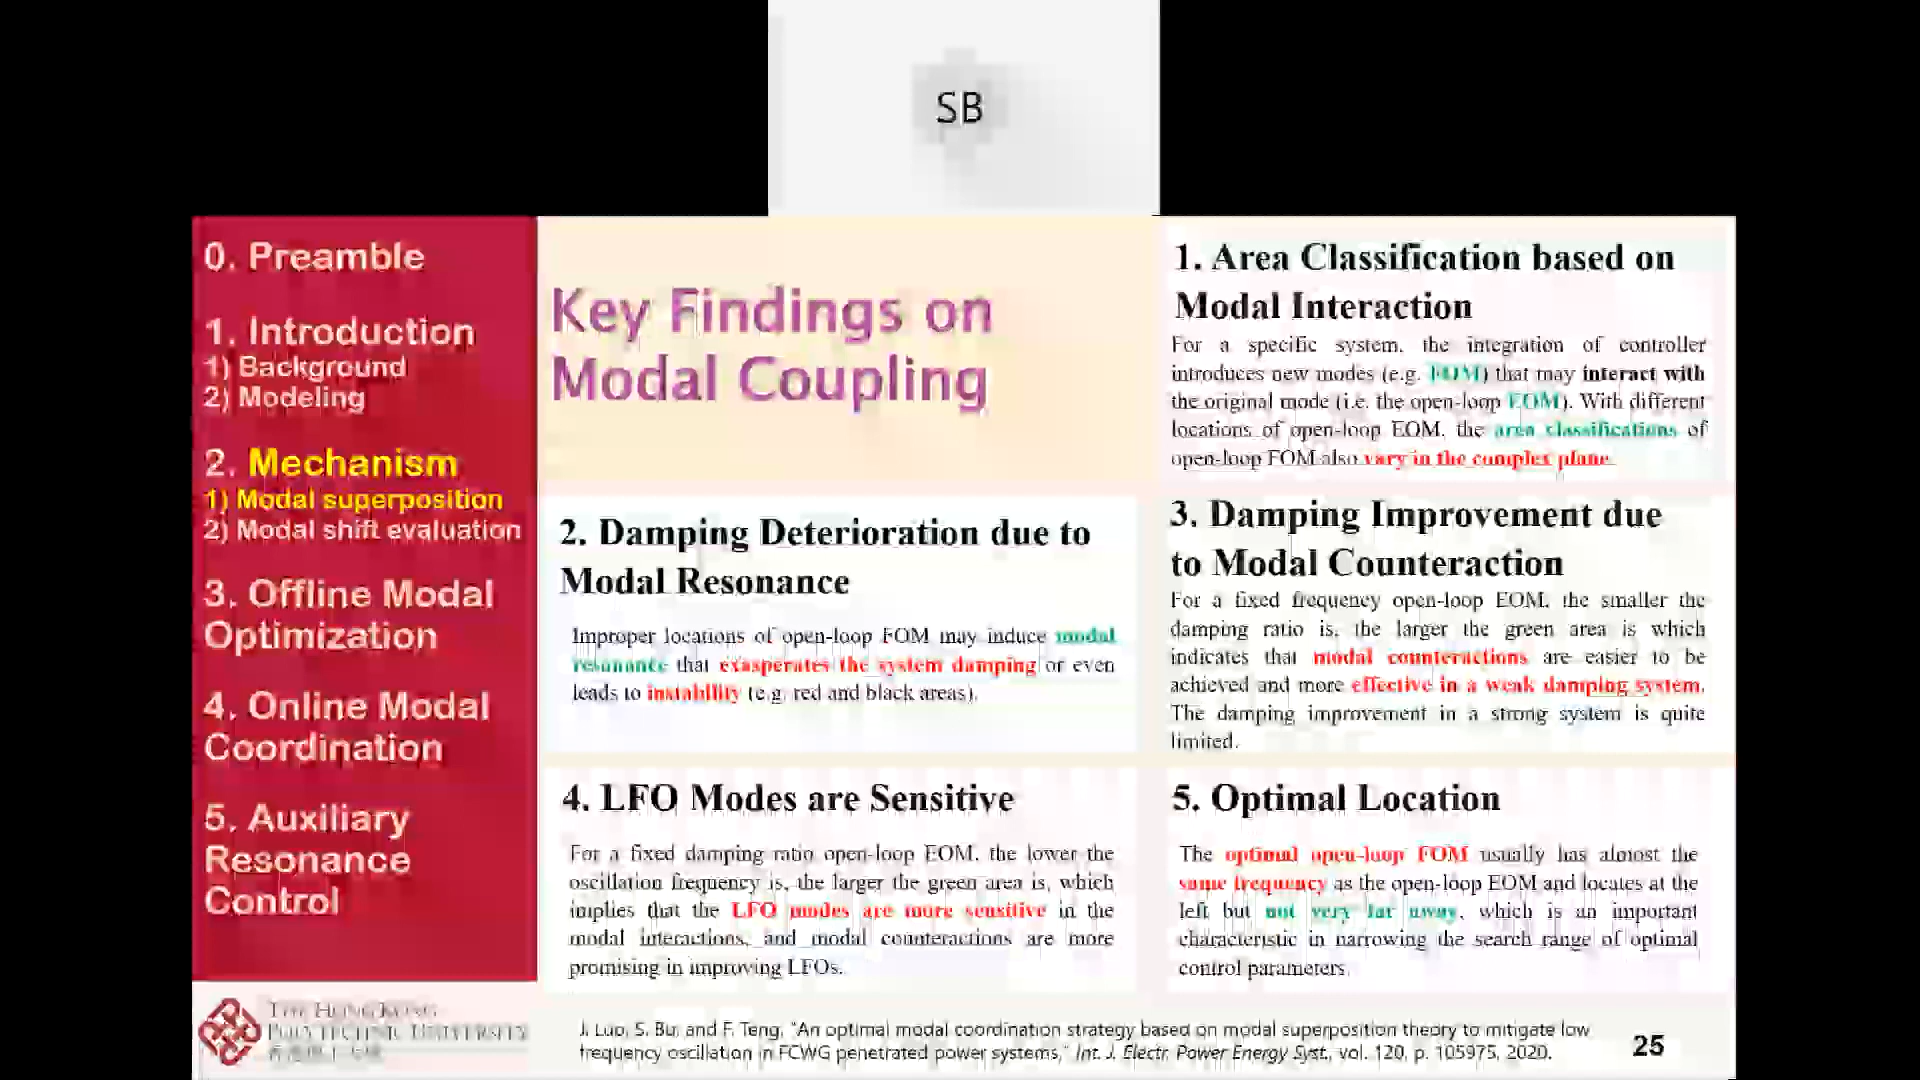 SB
0. Preamble
1. Introduction
1) Background
2) Modeling
2. Mechanism
1) Modal superposition
2) Modal shift evaluation
3. Offline Modal
Optimization
4. Online Modal
Coordination
5. Auxiliary
Resonance
Control
THE HONG KONG
POLYTECHNIC UNIVERSITY
Key Findings on
Modal Coupling
1. Area Classification based on
Modal Interaction
For a specific system, the integration of controller
introduces new modes (e.g. FOM) that may interact with
the original mode (i.e. the open-loop EOM). With different
locations of open-loop EOM, the area classifications of
open-loop FOM also vary in the complex plane.
2. Damping Deterioration due to
Modal Resonance
Improper locations of open-loop FOM may induce modal
resonance that exasperates the system damping or even
leads to instability (e.g. red and black areas).
3. Damping Improvement due
to Modal Counteraction
For a fixed frequency open-loop EOM, the smaller the
damping ratio is, the larger the green area is which
indicates that modal counteractions are easier to be
achieved and more effective in a weak damping system.
The damping improvement in a strong system is quite
limited.
4. LFO Modes are Sensitive
For a fixed damping ratio open-loop EOM, the lower the
oscillation frequency is, the larger the green area is, which
implies that the LFO modes are more sensitive in the
modal interactions, and modal counteractions are more
promising in improving LFOs.
5. Optimal Location
The optimal open-loop FOM usually has almost the
same frequency as the open-loop EOM and locates at the
left but not very far away, which is an important
characteristic in narrowing the search range of optimal
control parameters.
J. Luo, S. Bu, and F. Teng, "An optimal modal coordination strategy based on modal superposition theory to mitigate low
frequency oscillation in FCWG penetrated power systems," Int. J. Electr. Power Energy Syst., vol. 120, p. 105975, 2020.
25